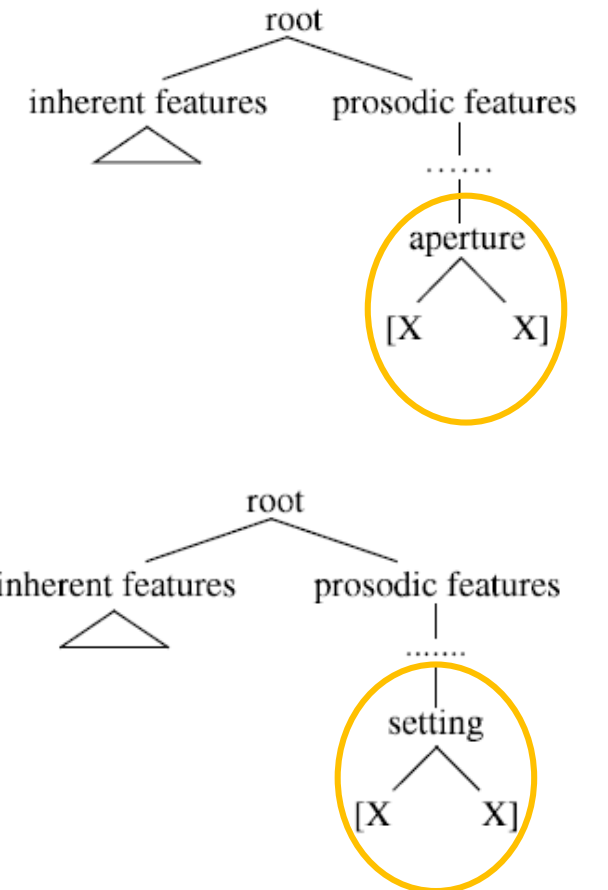 root
inherent features prosodic features
......
aperture
[X X]
root
inherent features prosodic features
.......
setting
[X X]